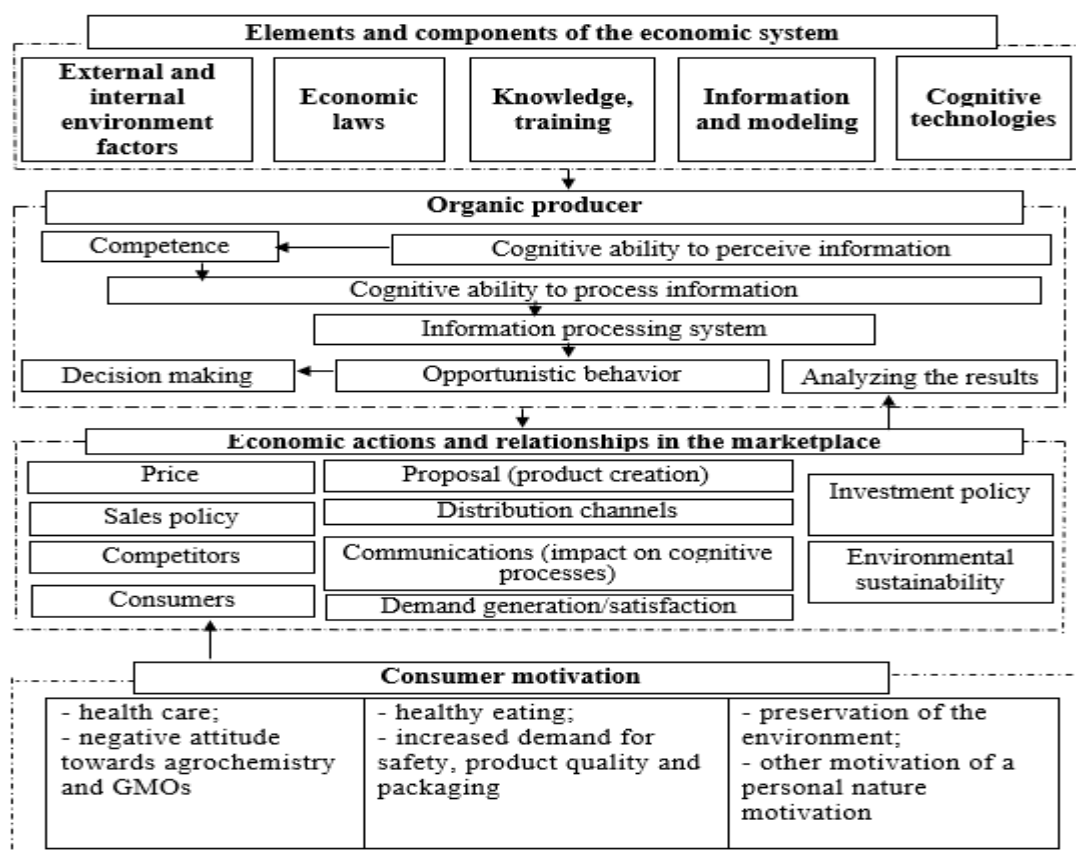 Elements and components of the economic system
External and
internal
environment
factors
Economic
laws
Knowledge,
training
Information
and modeling
Cognitive
technologies
Organic producer
Competence
Cognitive ability to perceive information
Cognitive ability to process information
Information processing system
Decision making
Opportunistic behavior
Analyzing the results
Economic actions and relationships in the marketplace
Price
Proposal (product creation)
Investment policy
Sales policy
Distribution channels
Competitors
Communications (impact on cognitive
processes)
Environmental
sustainability
Consumers
Demand generation/satisfaction
Consumer motivation
- health care;
- negative attitude
towards agrochemistry
and GMOs
- healthy eating;
- increased demand for
safety, product quality and
packaging
- preservation of the
environment;
- other motivation of a
personal nature
motivation